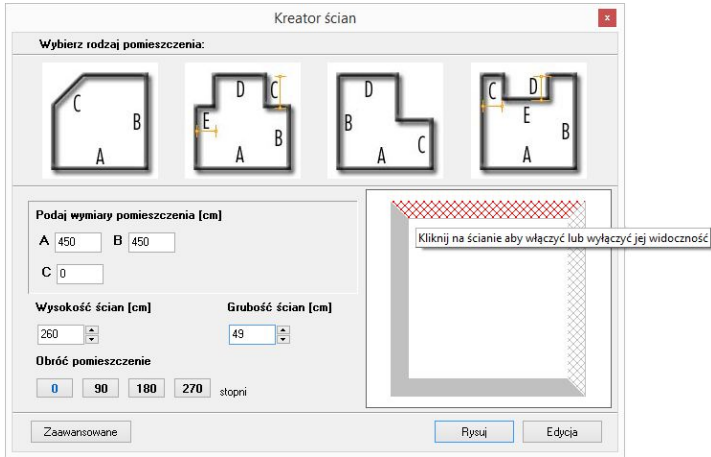 Kreator ścian
x
Wybierz rodzaj pomieszczenia:
C B A
D C E B A
D B C A
C D E B A
Podaj wymiary pomieszczenia [cm]
A 450 B 450
C 0
Kliknij na ścianie aby włączyć lub wyłączyć jej widoczność
Wysokość ścian [cm] Grubość ścian [cm]
260 49
Obróć pomieszczenie
0 90 180 270 stopni
Zaawansowane Rysuj Edycja